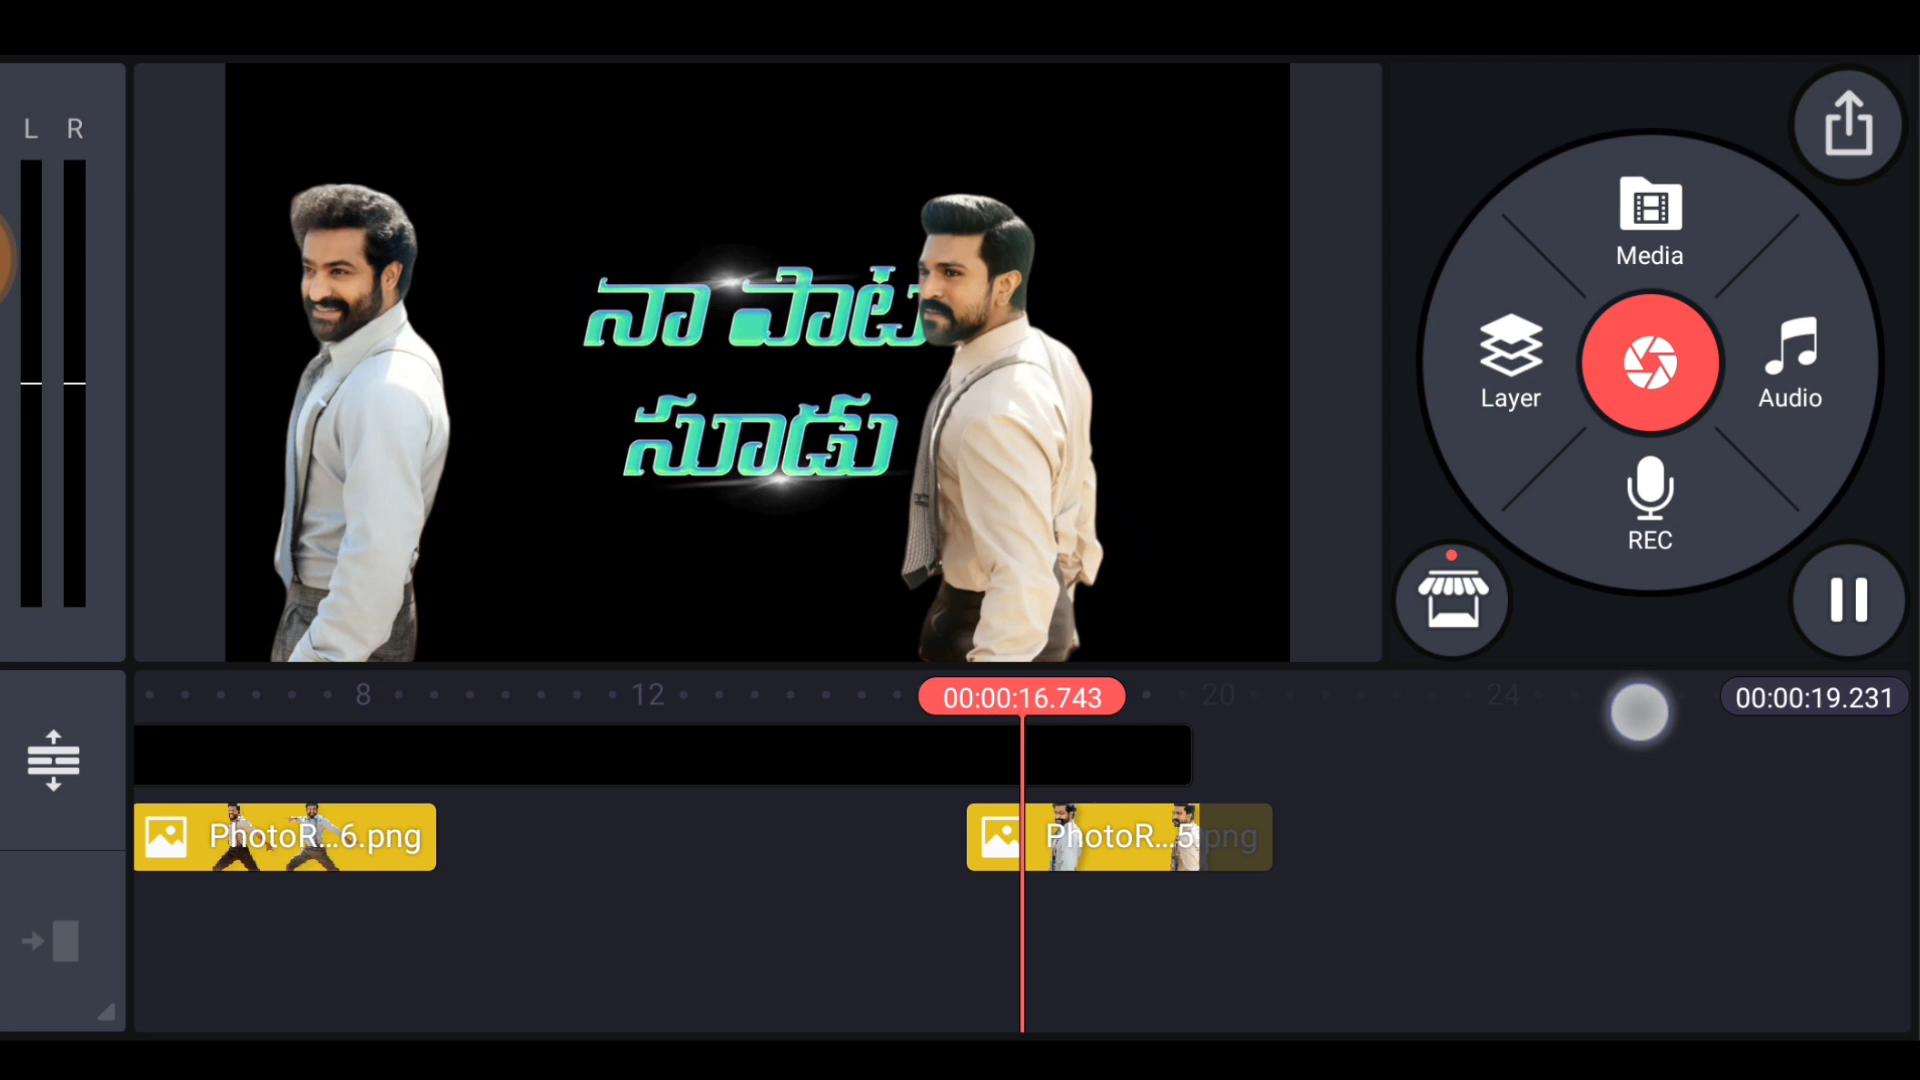 L R
నా పాట
సూడు
Media
Layer
Audio
REC
8
12
00:00:16.743
20
24
00:00:19.231
PhotoR...6.png
PhotoR...5.png